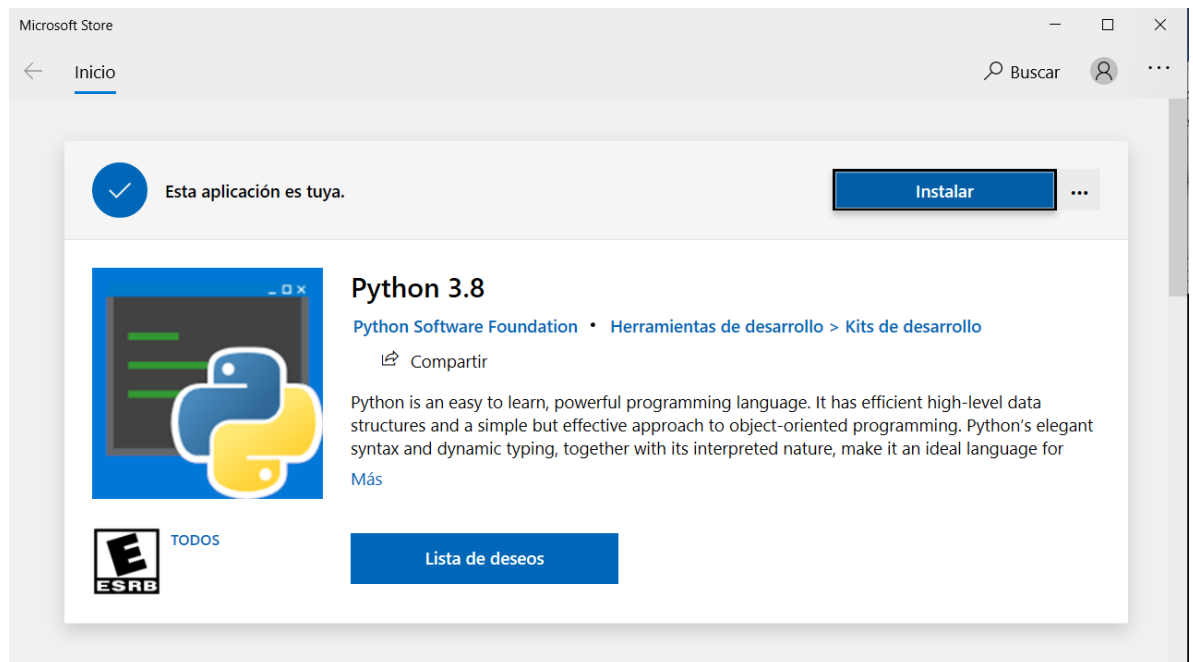 Microsoft Store
Inicio
Buscar
Esta aplicación es tuya.
Instalar
Python 3.8
Python Software Foundation • Herramientas de desarrollo > Kits de desarrollo
Compartir
Python is an easy to learn, powerful programming language. It has efficient high-level data
structures and a simple but effective approach to object-oriented programming. Python’s elegant
syntax and dynamic typing, together with its interpreted nature, make it an ideal language for
Más
E
ESRB
TODOS
Lista de deseos